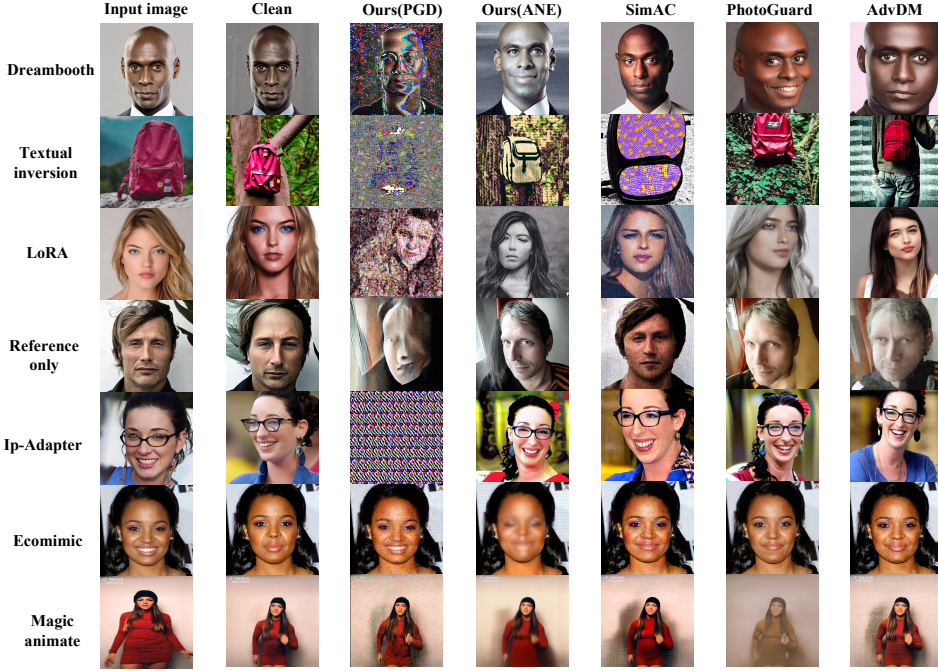 Input image Clean Ours(PGD) Ours(ANE) SimAC PhotoGuard AdvDM
Dreambooth
Textual
inversion
LoRA
Reference
only
Ip-Adapter
Ecomimic
Magic
animate